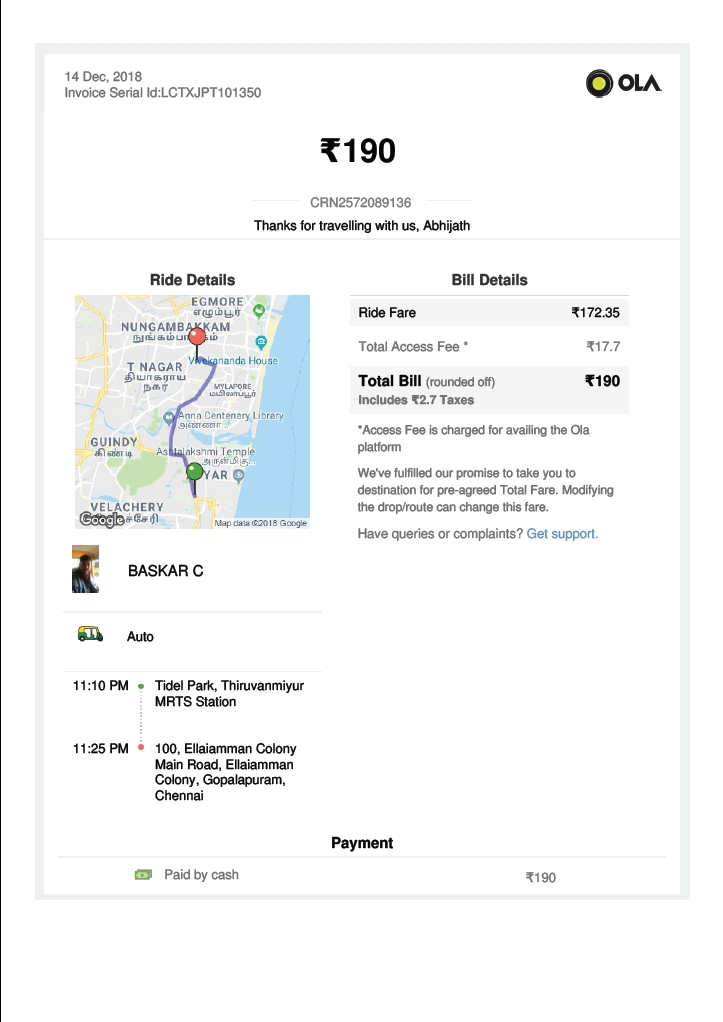 14 Dec, 2018
Invoice Serial Id:LCTXJPT101350
OLA
₹190
CRN2572089136
Thanks for travelling with us, Abhijath
Ride Details
EGMORE
எழும்பூர்
NUNGAMBAKKAM
Vivekananda House
T NAGAR
தியாகராய
நகர்
MYLAPORE
மயிலாப்பூர்
Anna Centenary Library
அண்ணா...
GUINDY
கிண்டி
Ashtalakshmi Temple
அருள்மிகு...
YAR
VELACHERY
Google
Map data ©2018 Google
BASKAR C
Auto
11:10 PM Tidel Park, Thiruvanmiyur
MRTS Station
11:25 PM 100, Ellaiamman Colony
Main Road, Ellaiamman
Colony, Gopalapuram,
Chennai
Bill Details
Ride Fare ₹172.35
Total Access Fee * ₹17.7
Total Bill (rounded off) ₹190
Includes ₹2.7 Taxes
*Access Fee is charged for availing the Ola
platform
We've fulfilled our promise to take you to
destination for pre-agreed Total Fare. Modifying
the drop/route can change this fare.
Have queries or complaints? Get support.
Payment
Paid by cash ₹190